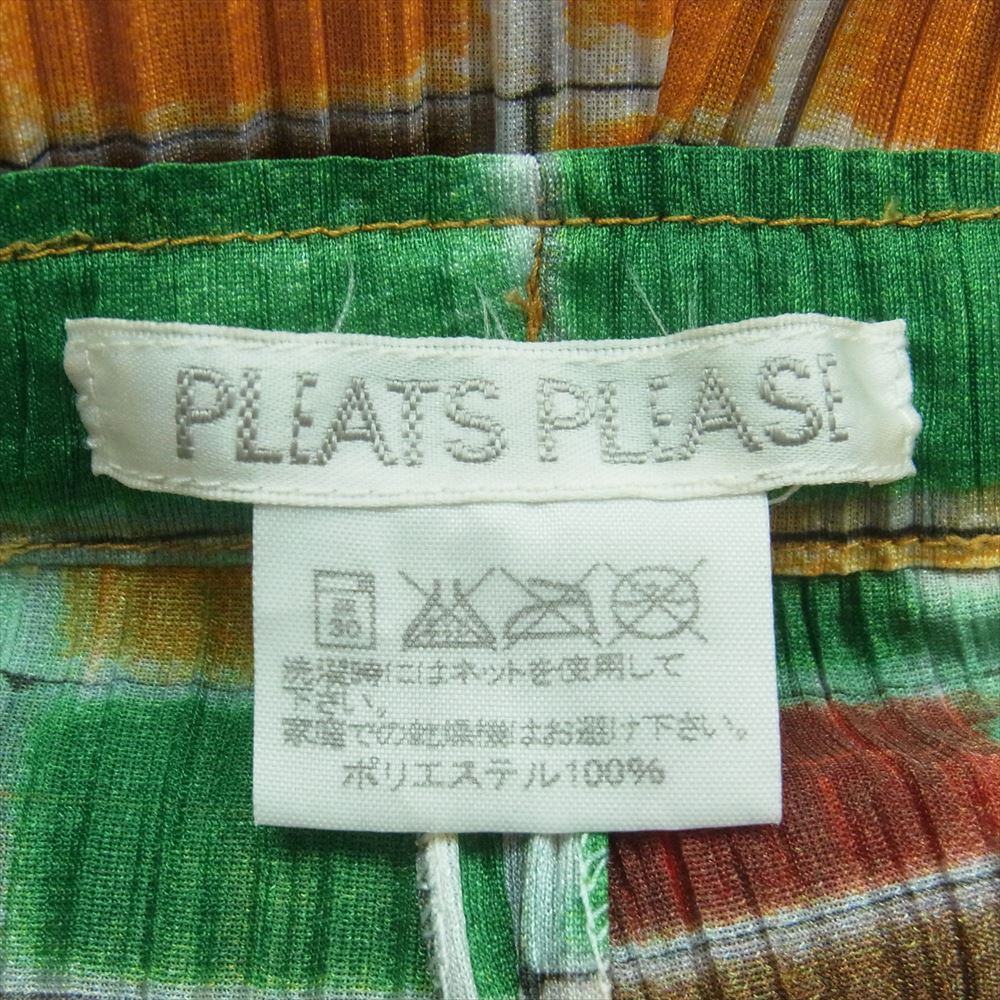 PLEATS PLEASE
洗濯時にはネットを使用して
下さい。
家庭での乾燥機はお避け下さい。
ポリエステル100%